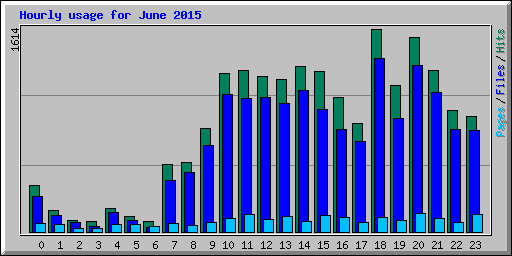 Hourly usage for June 2015
1614
Pages / Files / Hits
0 1 2 3 4 5 6 7 8 9 10 11 12 13 14 15 16 17 18 19 20 21 22 23